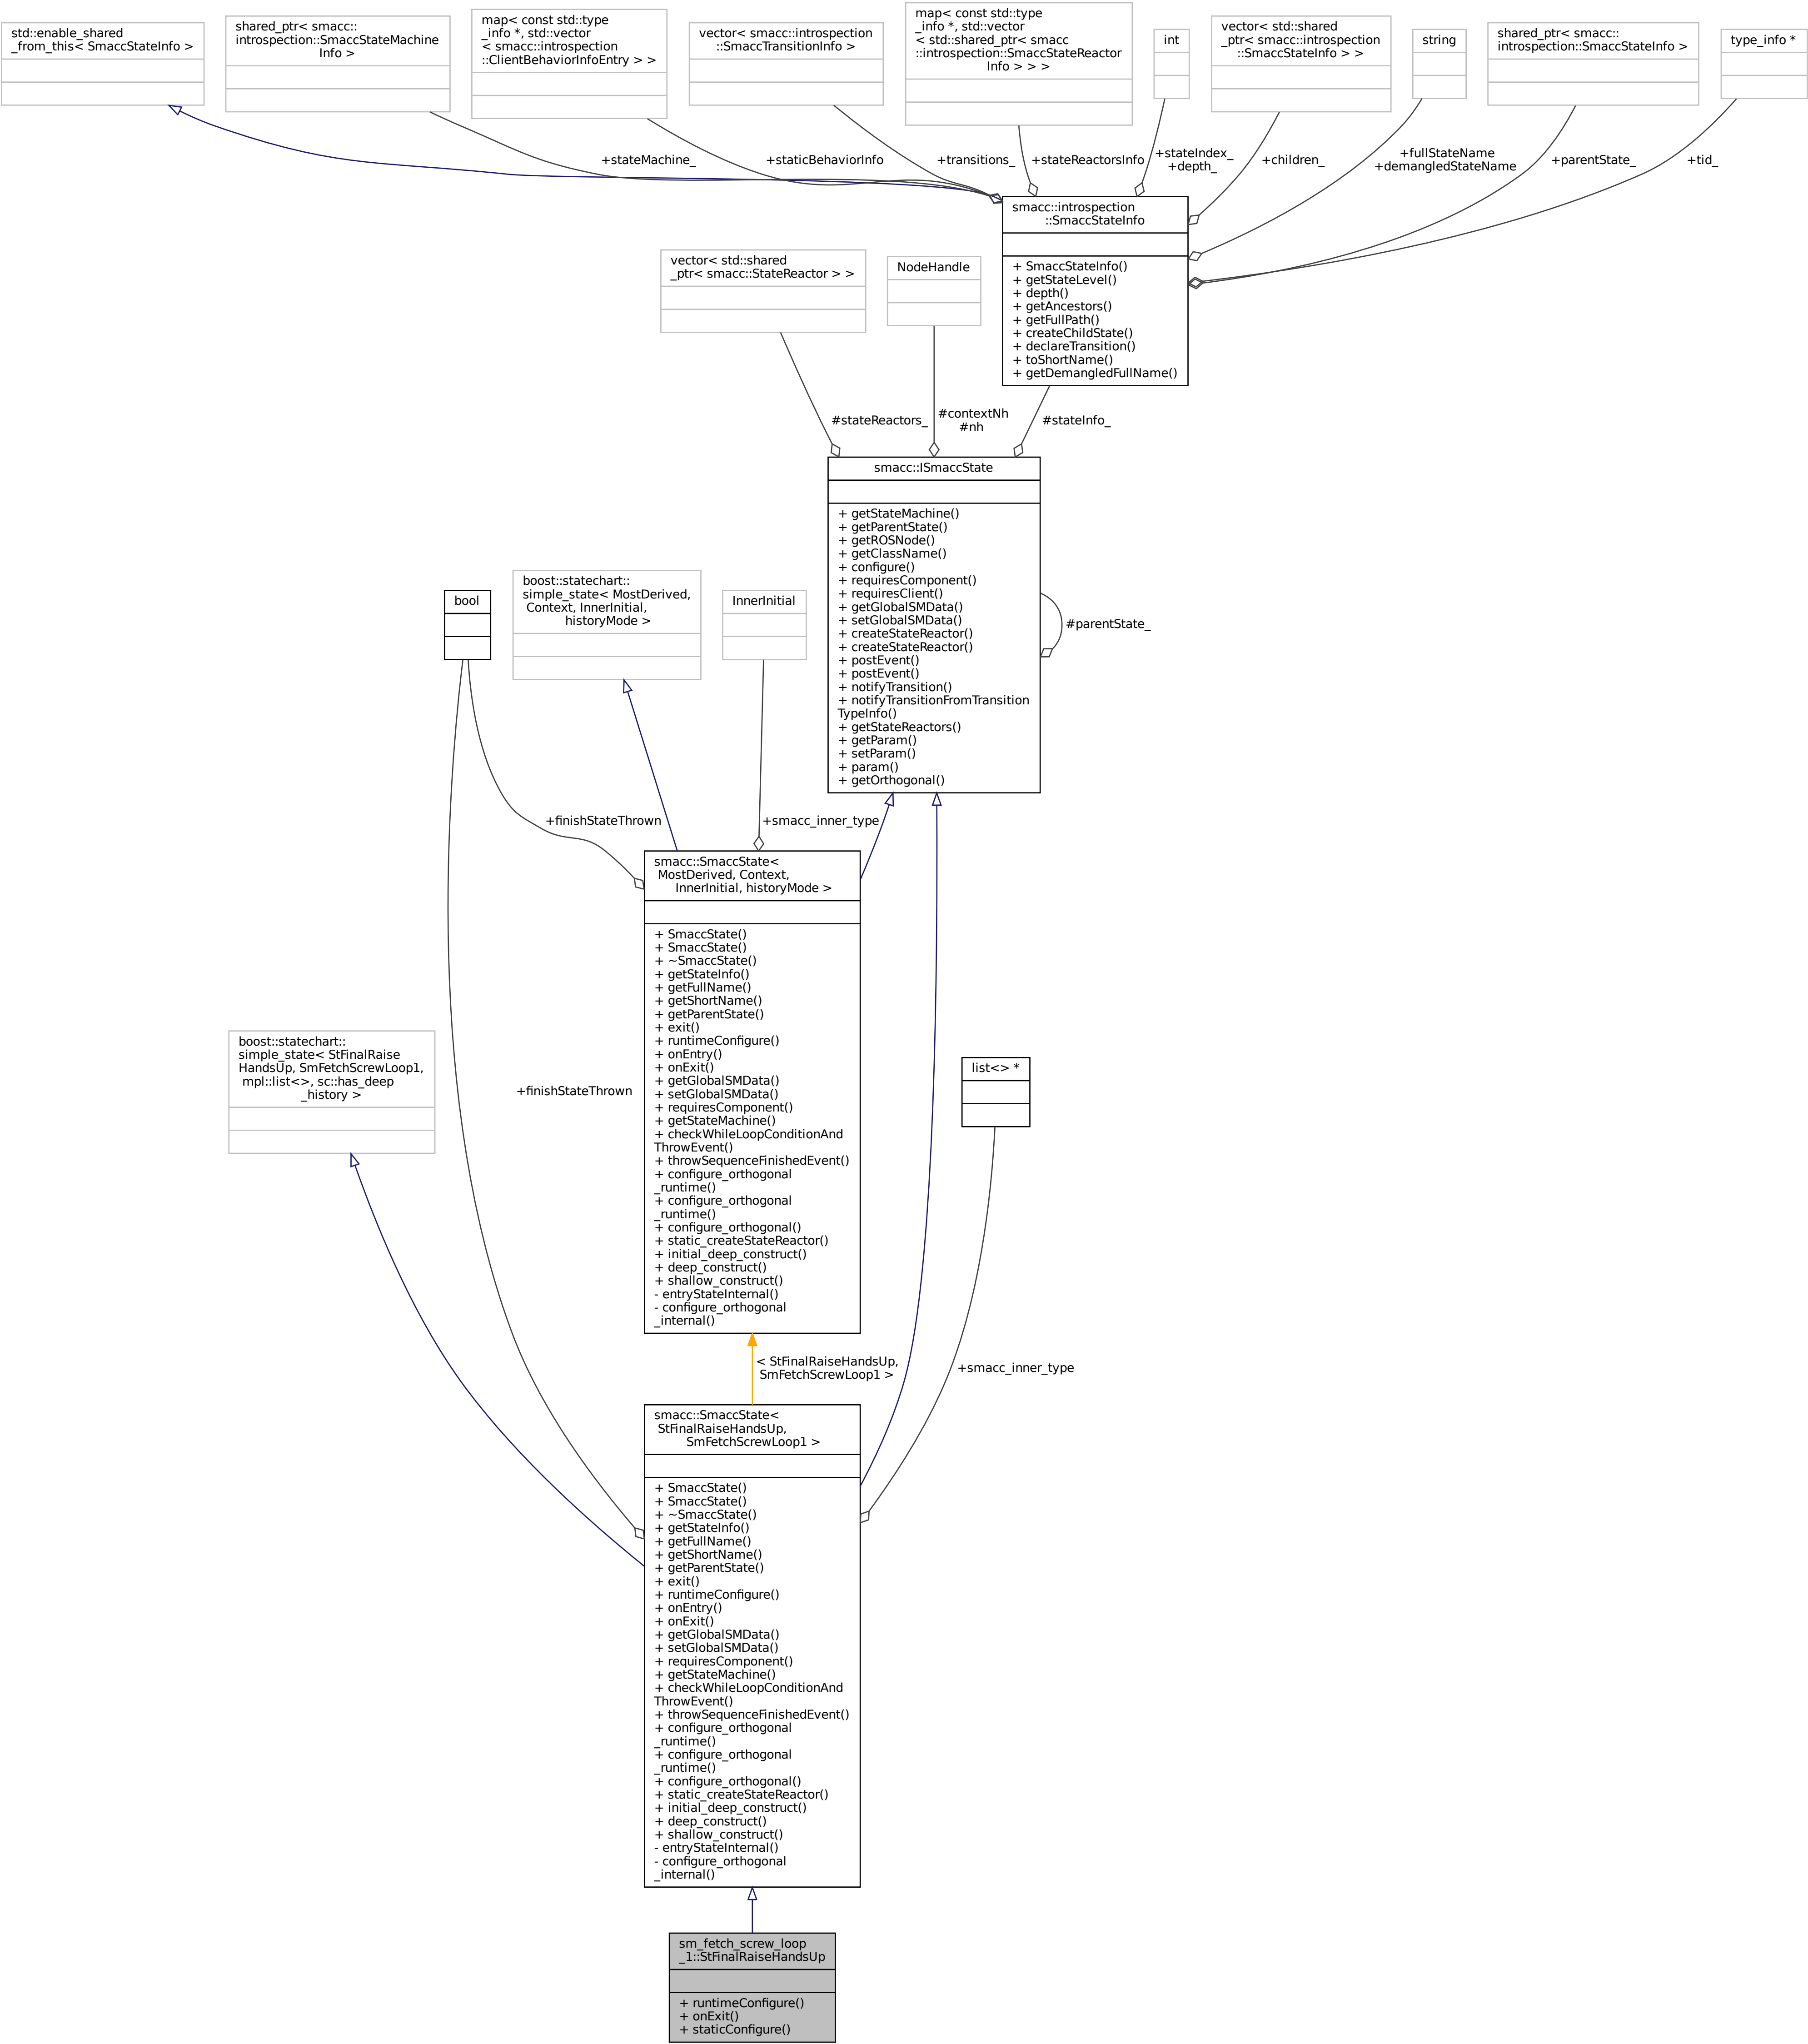 std::enable_shared
_from_this< SmaccStateInfo >
shared_ptr< smacc::
introspection::SmaccStateMachine
Info >
map< const std::type
_info *, std::vector
< smacc::introspection
::ClientBehaviorInfoEntry > >
vector< smacc::introspection
::SmaccTransitionInfo >
map< const std::type
_info *, std::vector
< std::shared_ptr< smacc
::introspection::SmaccStateReactor
Info > > >
int
vector< std::shared
_ptr< smacc::introspection
::SmaccStateInfo > >
string
shared_ptr< smacc::
introspection::SmaccStateInfo >
type_info *
+stateMachine_
+staticBehaviorInfo
+transitions_
+stateReactorsInfo
+stateIndex_
+depth_
+children_
+fullStateName
+demangledStateName
+parentState_
+tid_
smacc::introspection
::SmaccStateInfo
+ SmaccStateInfo()
+ getStateLevel()
+ depth()
+ getAncestors()
+ getFullPath()
+ createChildState()
+ declareTransition()
+ toShortName()
+ getDemangledFullName()
vector< std::shared
_ptr< smacc::StateReactor > >
NodeHandle
#stateReactors_
#contextNh
#nh
#stateInfo_
smacc::ISmaccState
+ getStateMachine()
+ getParentState()
+ getROSNode()
+ getClassName()
+ configure()
+ requiresComponent()
+ requiresClient()
+ getGlobalSMData()
+ setGlobalSMData()
+ createStateReactor()
+ createStateReactor()
+ postEvent()
+ postEvent()
+ notifyTransition()
+ notifyTransitionFromTransition
TypeInfo()
+ getStateReactors()
+ getParam()
+ setParam()
+ param()
+ getOrthogonal()
#parentState_
bool
boost::statechart::
simple_state< MostDerived,
Context, InnerInitial,
historyMode >
InnerInitial
+finishStateThrown
+smacc_inner_type
smacc::SmaccState<
MostDerived, Context,
InnerInitial, historyMode >
+ SmaccState()
+ SmaccState()
+ ~SmaccState()
+ getStateInfo()
+ getFullName()
+ getShortName()
+ getParentState()
+ exit()
+ runtimeConfigure()
+ onEntry()
+ onExit()
+ getGlobalSMData()
+ setGlobalSMData()
+ requiresComponent()
+ getStateMachine()
+ checkWhileLoopConditionAnd
ThrowEvent()
+ throwSequenceFinishedEvent()
+ configure_orthogonal
_runtime()
+ configure_orthogonal
_runtime()
+ configure_orthogonal()
+ static_createStateReactor()
+ initial_deep_construct()
+ deep_construct()
+ shallow_construct()
- entryStateInternal()
- configure_orthogonal
_internal()
boost::statechart::
simple_state< StFinalRaise
HandsUp, SmFetchScrewLoop1,
mpl::list<>, sc::has_deep
_history >
+finishStateThrown
list<> *
< StFinalRaiseHandsUp,
SmFetchScrewLoop1 >
+smacc_inner_type
smacc::SmaccState<
StFinalRaiseHandsUp,
SmFetchScrewLoop1 >
+ SmaccState()
+ SmaccState()
+ ~SmaccState()
+ getStateInfo()
+ getFullName()
+ getShortName()
+ getParentState()
+ exit()
+ runtimeConfigure()
+ onEntry()
+ onExit()
+ getGlobalSMData()
+ setGlobalSMData()
+ requiresComponent()
+ getStateMachine()
+ checkWhileLoopConditionAnd
ThrowEvent()
+ throwSequenceFinishedEvent()
+ configure_orthogonal
_runtime()
+ configure_orthogonal
_runtime()
+ configure_orthogonal()
+ static_createStateReactor()
+ initial_deep_construct()
+ deep_construct()
+ shallow_construct()
- entryStateInternal()
- configure_orthogonal
_internal()
sm_fetch_screw_loop
_1::StFinalRaiseHandsUp
+ runtimeConfigure()
+ onExit()
+ staticConfigure()